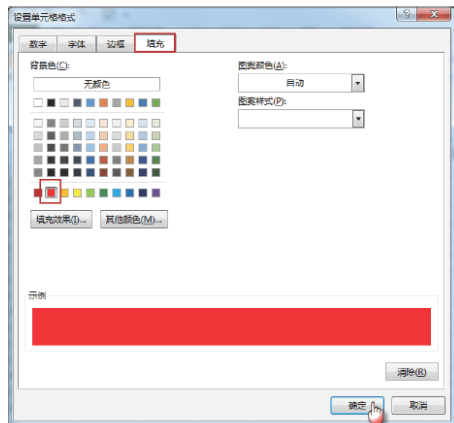 设置单元格格式
数字 字体 边框 填充
背景色(C):
无颜色
图案颜色(A):
自动
图案样式(P):
填充效果(I)... 其他颜色(M)...
示例
清除(R)
确定 取消